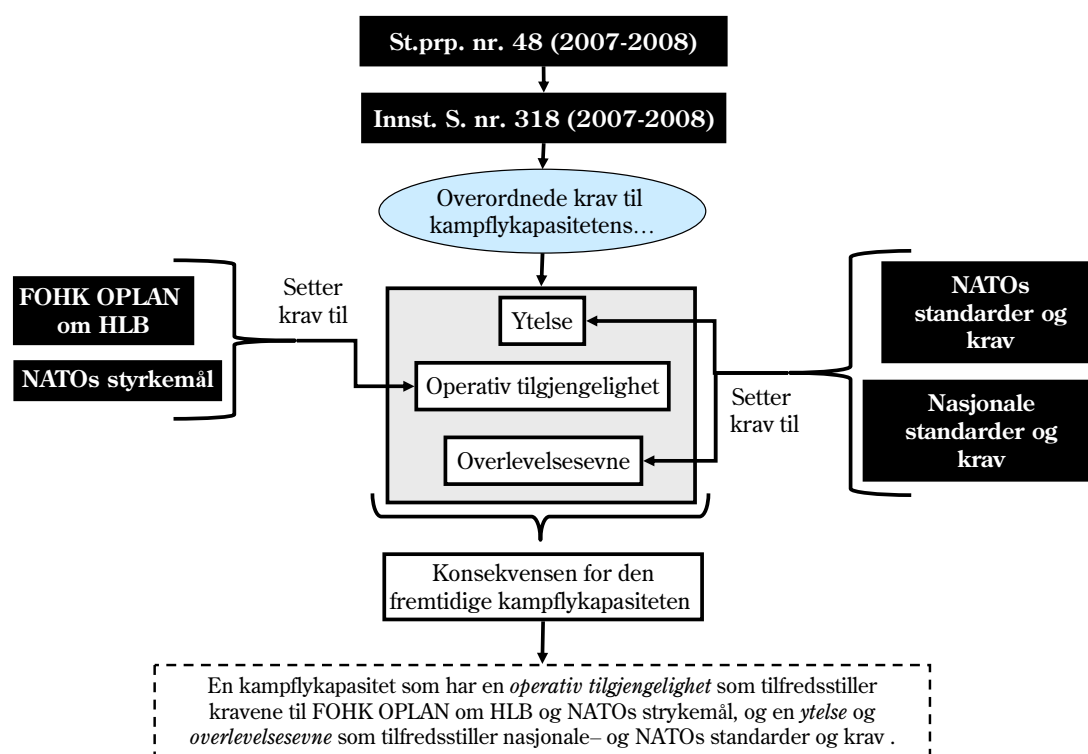 St.prp. nr. 48 (2007-2008)
Innst. S. nr. 318 (2007-2008)
Overordnede krav til
kampflykapasitetens…
FOHK OPLAN
om HLB
NATOs styrkemål
Setter
krav til
Ytelse
Operativ tilgjengelighet
Overlevelsesevne
Setter
krav til
NATOs
standarder og
krav
Nasjonale
standarder og
krav
Konsekvensen for den
fremtidige kampflykapasiteten
En kampflykapasitet som har en operativ tilgjengelighet som tilfredsstiller
kravene til FOHK OPLAN om HLB og NATOs strykemål, og en ytelse og
overlevelsesevne som tilfredsstiller nasjonale– og NATOs standarder og krav .